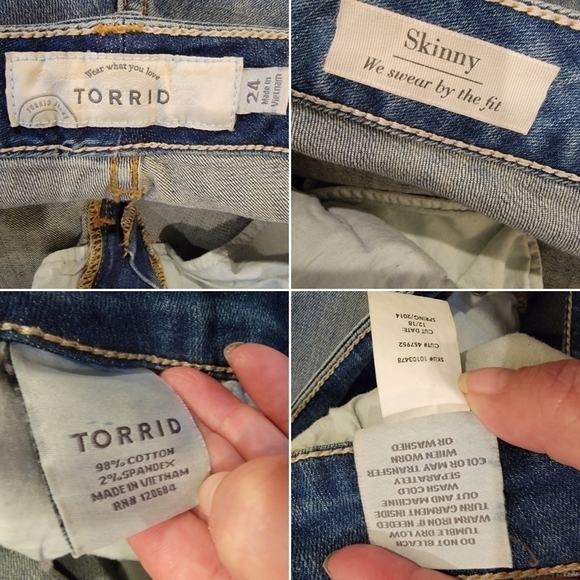 Wear what you love
TORRID
24
Made in
Vietnam
TORRID
Skinny
We swear by the fit
TORRID
98% COTTON
2% SPANDEX
MADE IN VIETNAM
RN# 120684
SKU# 10103478
CUT# 457952
CUT DATE:
12/18
SPRING/2014
DO NOT BLEACH
TUMBLE DRY LOW
WARM IRON IF NEEDED
TURN GARMENT INSIDE
OUT AND MACHINE
WASH COLD
COLOR MAY TRANSFER
WHEN WORN
OR WASHED